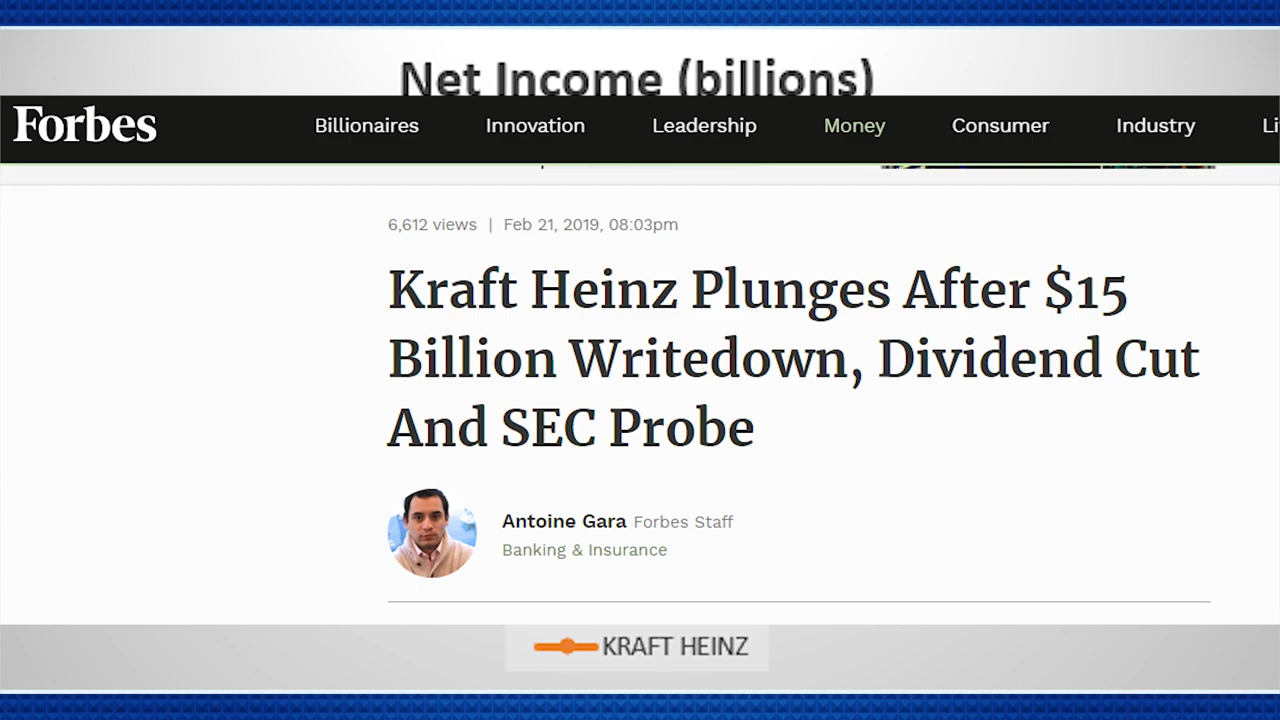 Net Income (billions)
Forbes
Billionaires Innovation Leadership Money Consumer Industry Li
6,612 views | Feb 21, 2019, 08:03pm
Kraft Heinz Plunges After $15
Billion Writedown, Dividend Cut
And SEC Probe
Antoine Gara Forbes Staff
Banking & Insurance
KRAFT HEINZ